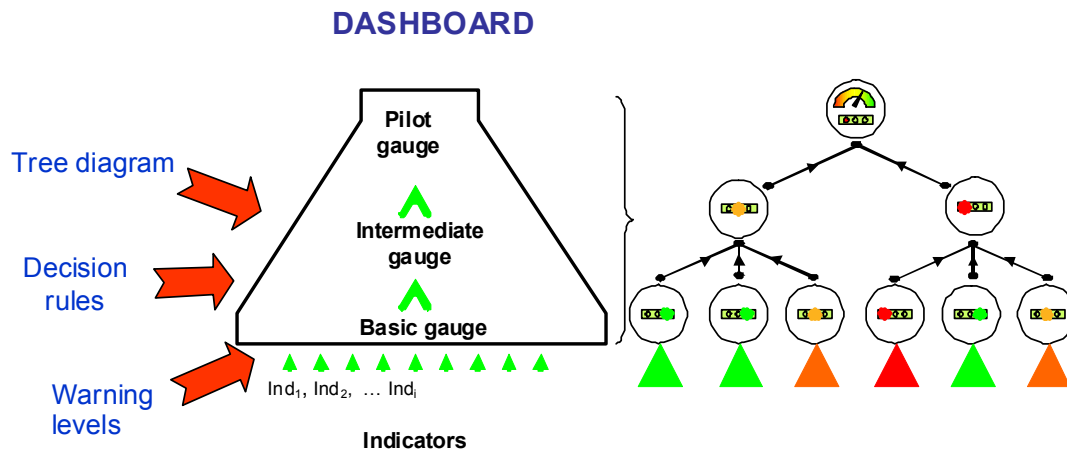 DASHBOARD
Pilot
gauge
Tree diagram
Intermediate
gauge
Decision
rules
Basic gauge
Warning
levels
Ind1, Ind2, … Indi
Indicators